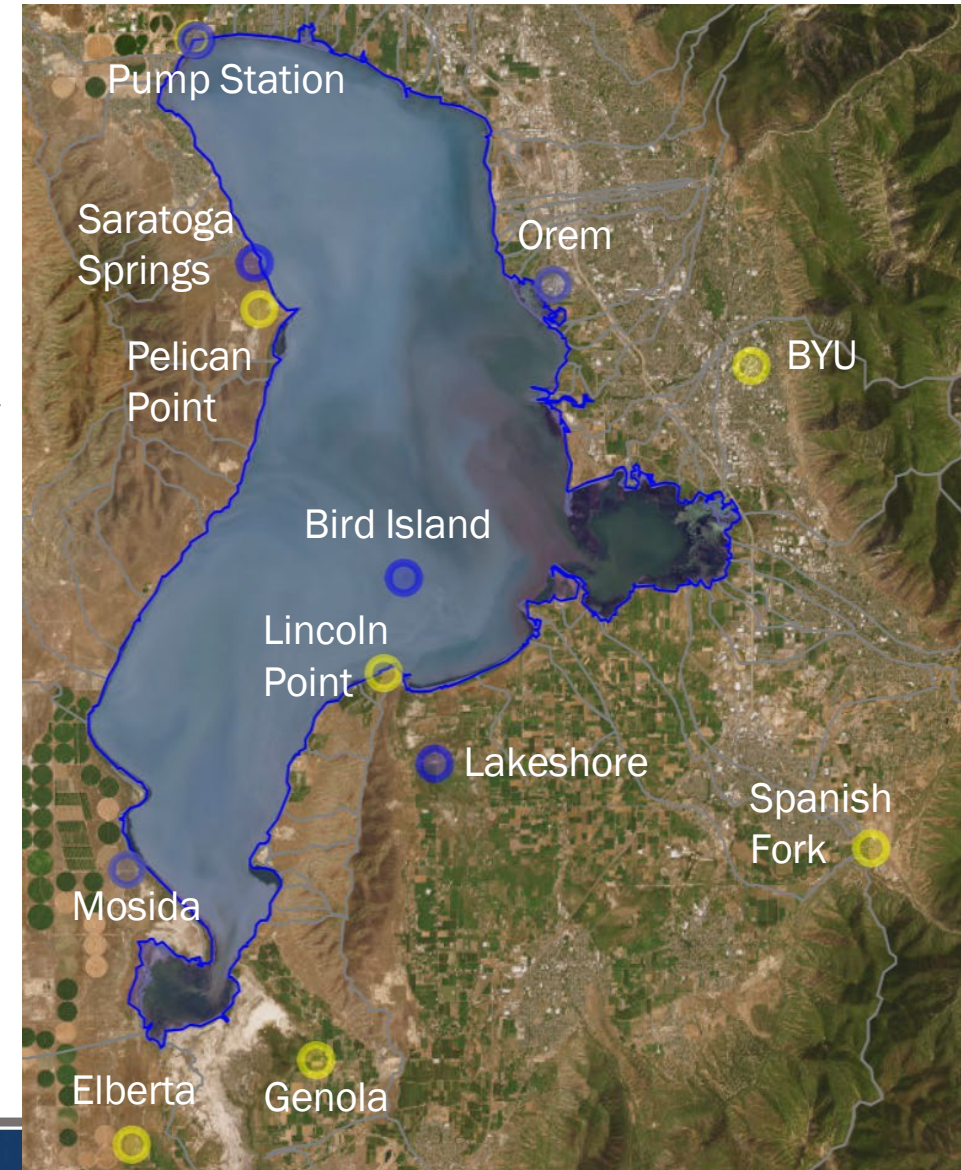 Pump Station
Saratoga
Springs
Orem
Pelican
Point
BYU
Bird Island
Lincoln
Point
Lakeshore
Spanish
Fork
Mosida
Elberta
Genola